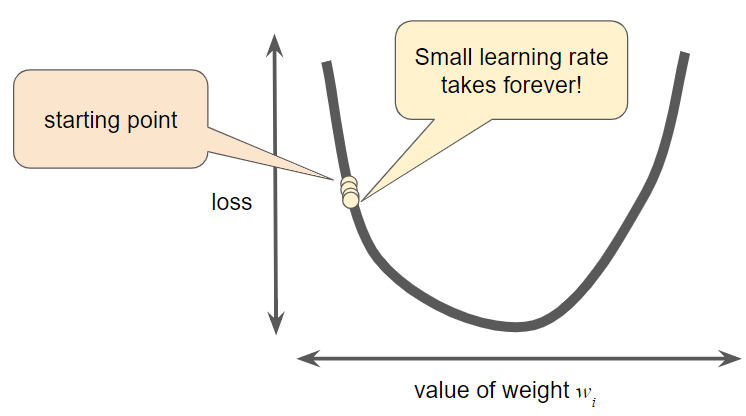 Small learning rate
takes forever!
starting point
loss
value of weight wᵢ